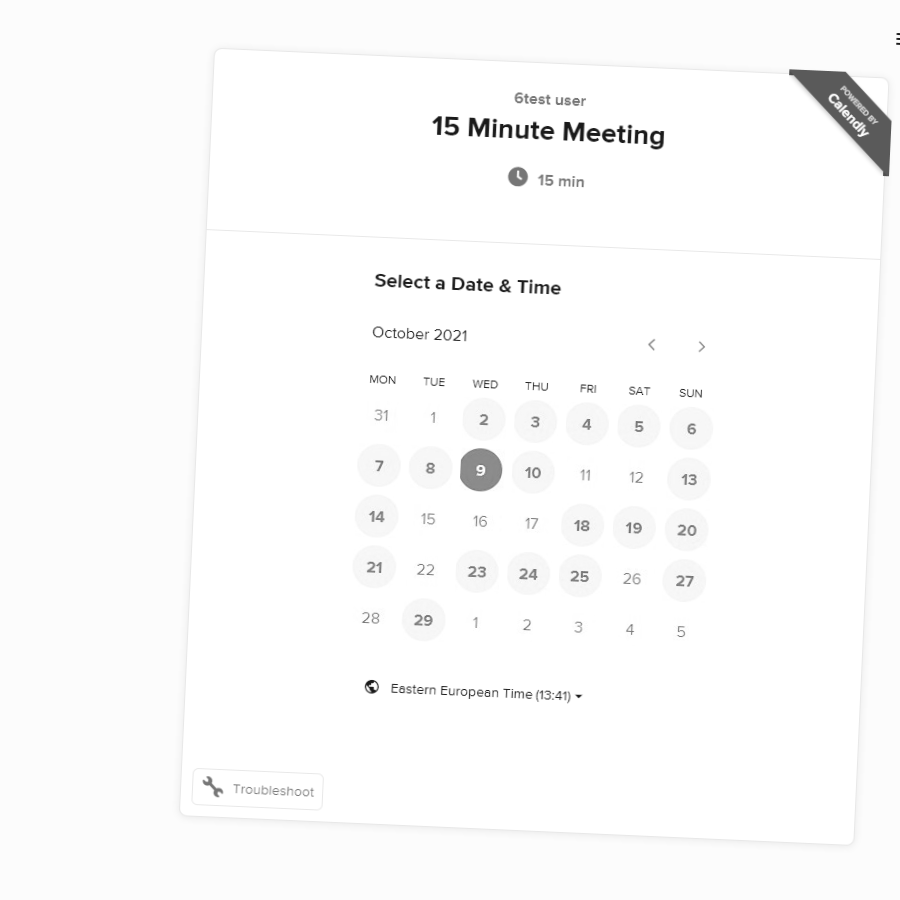 POWERED BY
Calendly
6test user
15 Minute Meeting
15 min
Select a Date & Time
October 2021
MON TUE WED THU FRI SAT SUN
31 1 2 3 4 5 6
7 8 9 10 11 12 13
14 15 16 17 18 19 20
21 22 23 24 25 26 27
28 29 1 2 3 4 5
Eastern European Time (13:41)
Troubleshoot